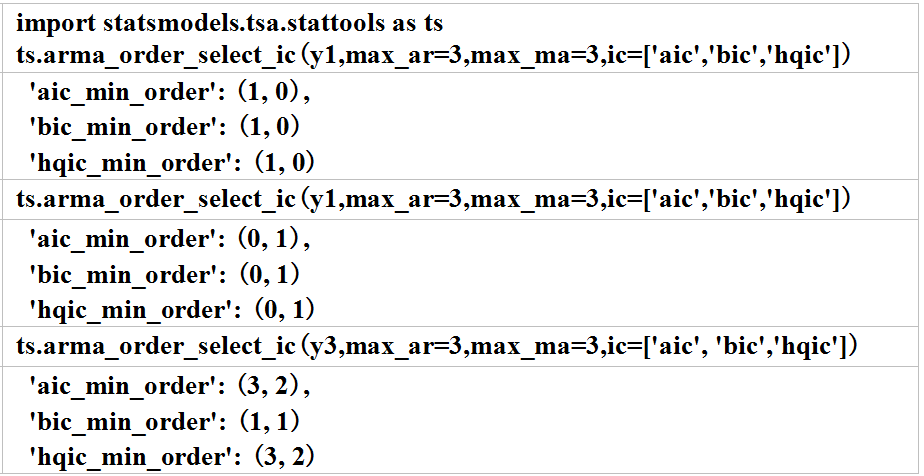 import statsmodels.tsa.stattools as ts
ts.arma_order_select_ic(y1,max_ar=3,max_ma=3,ic=['aic','bic','hqic'])
'aic_min_order': (1, 0),
'bic_min_order': (1, 0)
'hqic_min_order': (1, 0)
ts.arma_order_select_ic(y1,max_ar=3,max_ma=3,ic=['aic','bic','hqic'])
'aic_min_order': (0, 1),
'bic_min_order': (0, 1)
'hqic_min_order': (0, 1)
ts.arma_order_select_ic(y3,max_ar=3,max_ma=3,ic=['aic', 'bic','hqic'])
'aic_min_order': (3, 2),
'bic_min_order': (1, 1)
'hqic_min_order': (3, 2)